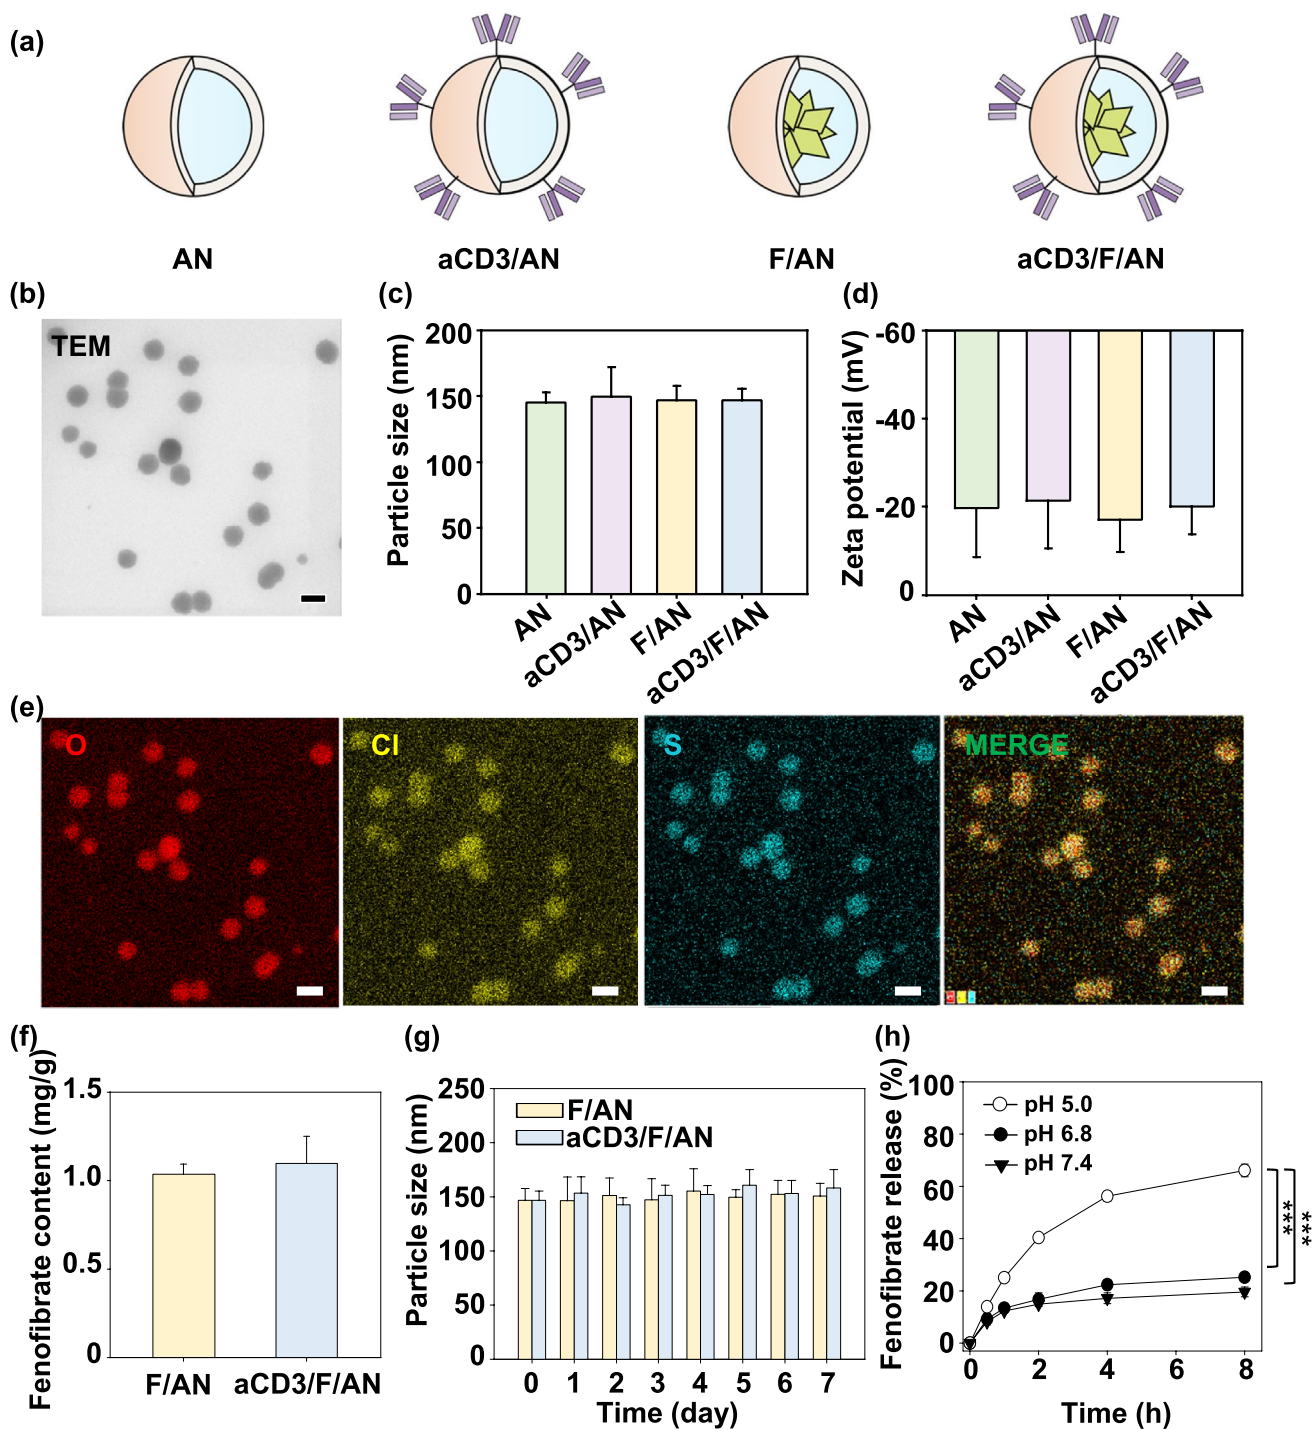 (a)
AN
aCD3/AN
F/AN
aCD3/F/AN
(b)
TEM
(c)
Particle size (nm)
200
150
100
50
0
AN
aCD3/AN
F/AN
aCD3/F/AN
(d)
Zeta potential (mV)
-60
-40
-20
0
AN
aCD3/AN
F/AN
aCD3/F/AN
(e)
O
Cl
S
MERGE
(f)
Fenofibrate content (mg/g)
1.5
1.0
0.5
0
F/AN
aCD3/F/AN
(g)
Particle size (nm)
250
200
150
100
50
0
F/AN
aCD3/F/AN
0 1 2 3 4 5 6 7
Time (day)
(h)
Fenofibrate release (%)
100
80
60
40
20
0
pH 5.0
pH 6.8
pH 7.4
***
***
0 2 4 6 8
Time (h)